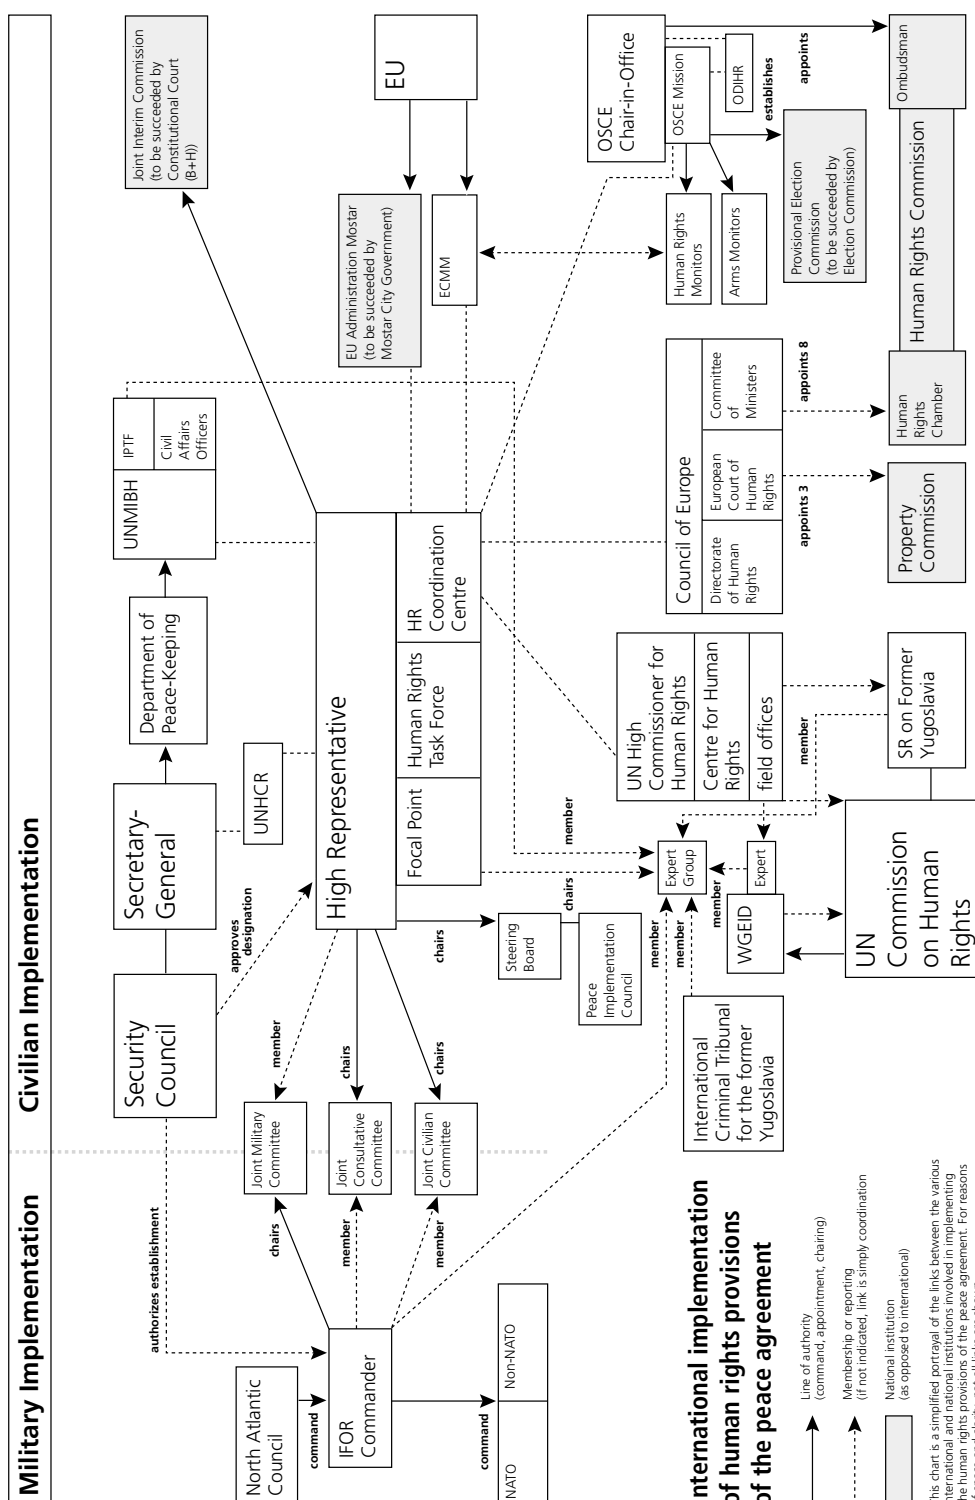 Military Implementation
Civilian Implementation
North Atlantic
Council
command
IFOR
Commander
command
NATO
Non-NATO
authorizes establishment
chairs
member
member
Joint Military
Committee
Joint
Consultative
Committee
Joint Civilian
Committee
member
chairs
chairs
Security
Council
approves
designation
Secretary-
General
Department of
Peace-Keeping
UNMIBH
IPTF
Civil
Affairs
Officers
UNHCR
Joint Interim Commission
(to be succeeded by
Constitutional Court
(B+H))
High Representative
Focal Point
Human Rights
Task Force
HR
Coordination
Centre
chairs
Steering
Board
Peace
Implementation
Council
EU
EU Administration Mostar
(to be succeeded by
Mostar City Government)
ECMM
OSCE
Chair-in-Office
OSCE Mission
ODIHR
establishes
appoints
Human Rights
Monitors
Arms Monitors
Provisional Election
Commission
(to be succeeded by
Election Commission)
Ombudsman
Human Rights Commission
Human
Rights
Chamber
Council of Europe
Directorate
of Human
Rights
European
Court of
Human
Rights
Committee
of
Ministers
appoints 3
appoints 8
Property
Commission
UN High
Commissioner for
Human Rights
Centre for Human
Rights
field offices
member
SR on Former
Yugoslavia
member
chairs
member
member
member
Expert
Group
Expert
WGEID
UN
Commission
on Human
Rights
International
Criminal Tribunal
for the former
Yugoslavia
nternational implementation
of human rights provisions
of the peace agreement
Line of authority
(command, appointment, chairing)
Membership or reporting
(if not indicated, link is simply coordination
National institution
(as opposed to international)
his chart is a simplified portrayal of the links between the various
nternational and national institutions involved in implementing
he human rights provisions of the peace agreement. For reasons